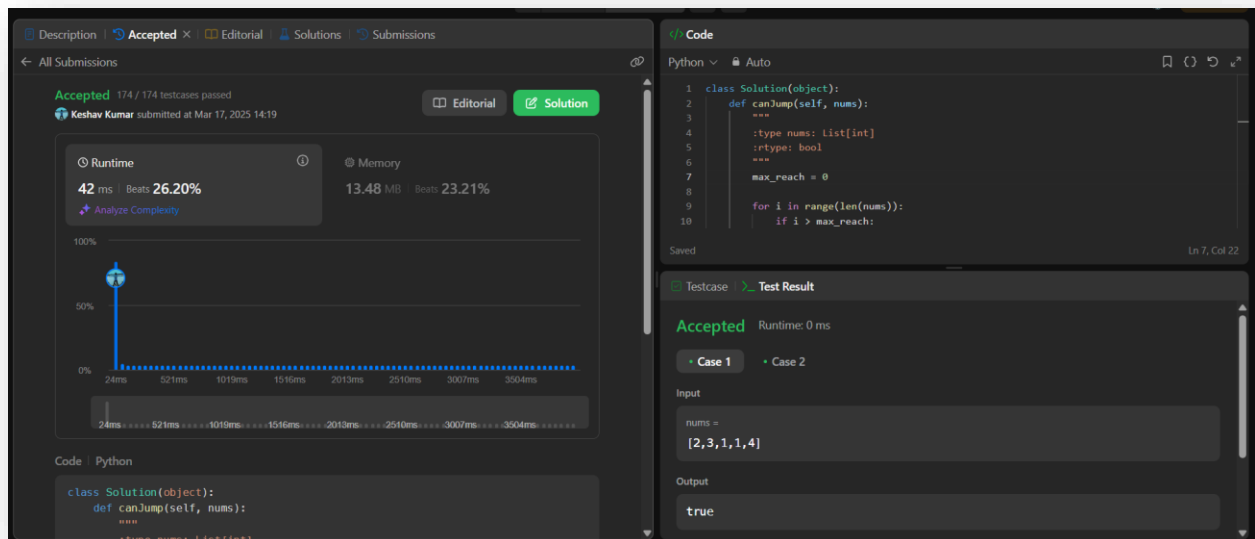 Description | Accepted × | Editorial | Solutions | Submissions
← All Submissions
Accepted 174 / 174 testcases passed
Keshav Kumar submitted at Mar 17, 2025 14:19
Editorial
Solution
Runtime
42 ms | Beats 26.20%
Analyze Complexity
Memory
13.48 MB | Beats 23.21%
100%
50%
0%
24ms 521ms 1019ms 1516ms 2013ms 2510ms 3007ms 3504ms
24ms 521ms 1019ms 1516ms 2013ms 2510ms 3007ms 3504ms
Code | Python
class Solution(object):
def canJump(self, nums):
"""
:type nums: List[int]
</> Code
Python Auto
1 class Solution(object):
2 def canJump(self, nums):
3 """
4 :type nums: List[int]
5 :rtype: bool
6 """
7 max_reach = 0
8
9 for i in range(len(nums)):
10 if i > max_reach:
Saved
Ln 7, Col 22
Testcase | >_ Test Result
Accepted Runtime: 0 ms
• Case 1 • Case 2
Input
nums =
[2,3,1,1,4]
Output
true